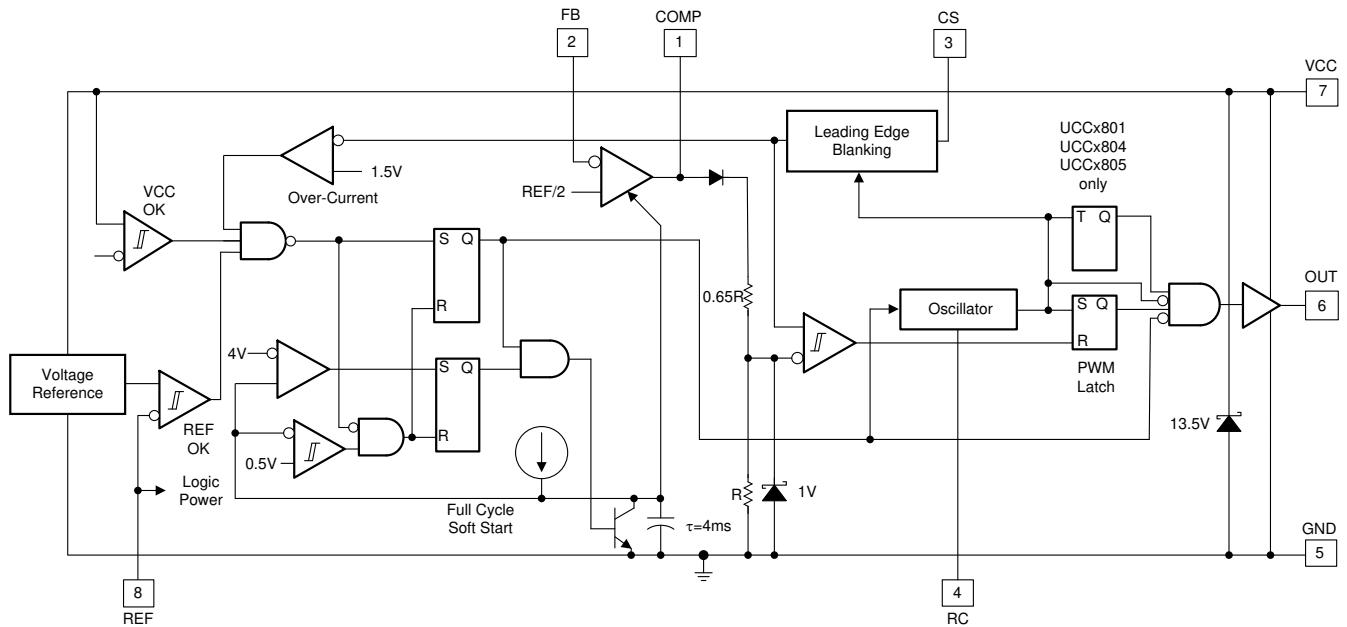 FB
2
COMP
1
CS
3
VCC
7
Leading Edge
Blanking
UCCx801
UCCx804
UCCx805
only
1.5V
Over-Current
REF/2
VCC
OK
S Q
R
T Q
0.65R
Oscillator
S Q
R
PWM
Latch
OUT
6
4V
Voltage
Reference
REF
OK
S Q
R
0.5V
13.5V
Logic
Power
Full Cycle
Soft Start
R
1V
τ=4ms
GND
5
8
REF
4
RC